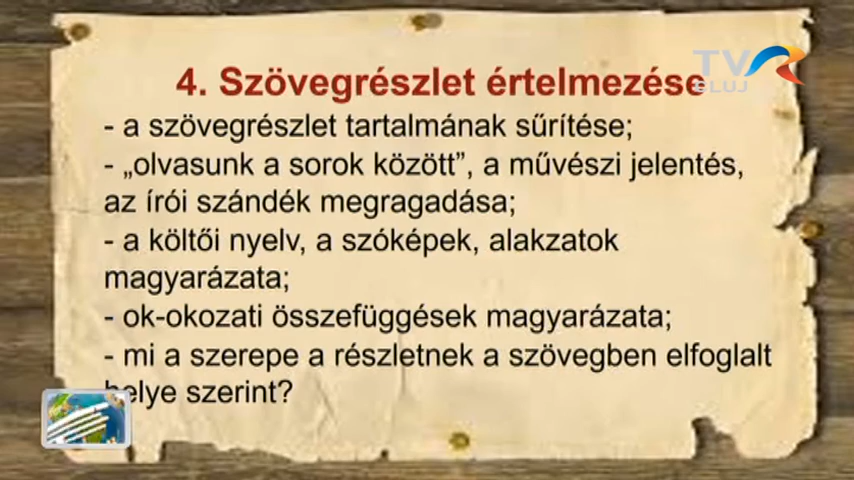 TVR
CLUJ
4. Szövegrészlet értelmezése
- a szövegrészlet tartalmának sűrítése;
- „olvasunk a sorok között”, a művészi jelentés,
az írói szándék megragadása;
- a költői nyelv, a szóképek, alakzatok
magyarázata;
- ok-okozati összefüggések magyarázata;
- mi a szerepe a részletnek a szövegben elfoglalt
helye szerint?